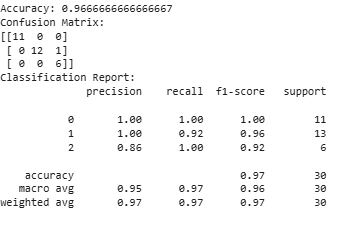 Accuracy: 0.9666666666666667
Confusion Matrix:
[[11  0  0]
 [ 0 12  1]
 [ 0  0  6]]
Classification Report:
              precision    recall  f1-score   support

           0       1.00      1.00      1.00        11
           1       1.00      0.92      0.96        13
           2       0.86      1.00      0.92         6

    accuracy                           0.97        30
   macro avg       0.95      0.97      0.96        30
weighted avg       0.97      0.97      0.97        30